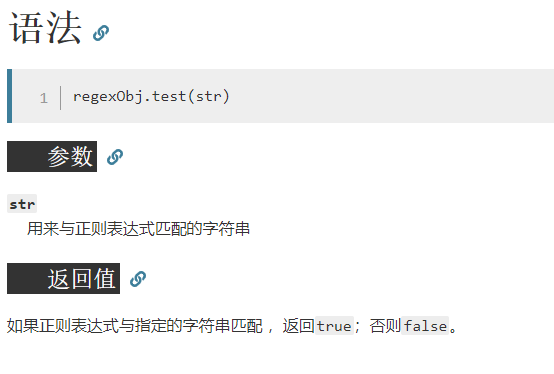 语法
1 regexObj.test(str)
参数
str
用来与正则表达式匹配的字符串
返回值
如果正则表达式与指定的字符串匹配 ，返回true；否则false。